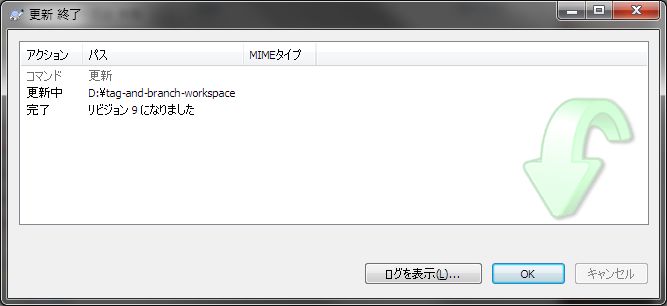 更新 終了
アクション パス MIMEタイプ
コマンド 更新
更新中 D:¥tag-and-branch-workspace
完了 リビジョン 9 になりました
ログを表示(L)... OK キャンセル